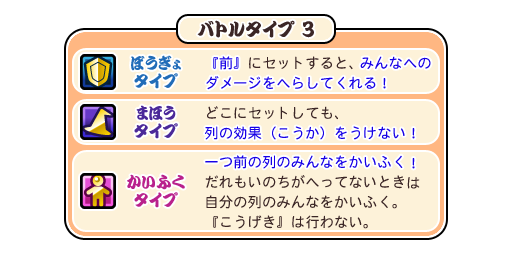 バトルタイプ 3
ぼうぎょ
タイプ
『前』にセットすると、みんなへの
ダメージをへらしてくれる！
まほう
タイプ
どこにセットしても、
列の効果（こうか）をうけない！
かいふく
タイプ
一つ前の列のみんなをかいふく！
だれもいのちがへってないときは
自分の列のみんなをかいふく。
『こうげき』は行わない。